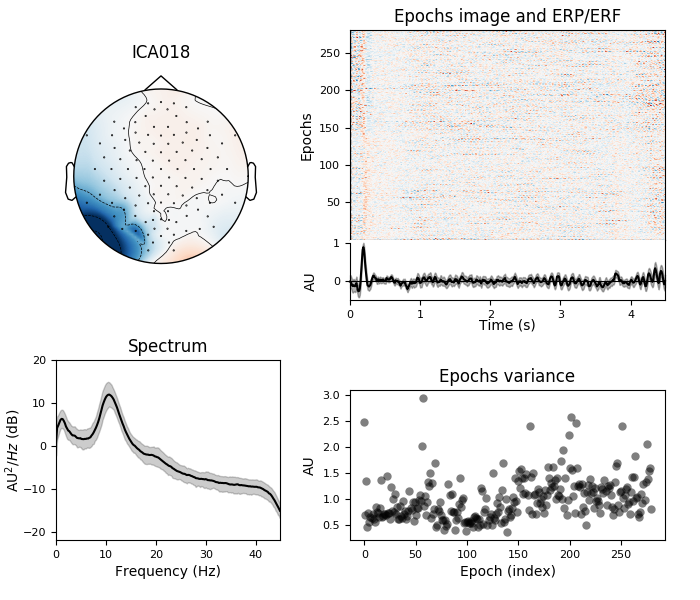 ICA018
Epochs image and ERP/ERF
250
200
150
100
50
Epochs
1
0
AU
0 1 2 3 4
Time (s)
Spectrum
20
10
0
−10
−20
AU²/Hz (dB)
0 10 20 30 40
Frequency (Hz)
Epochs variance
3.0
2.5
2.0
1.5
1.0
0.5
AU
0 50 100 150 200 250
Epoch (index)